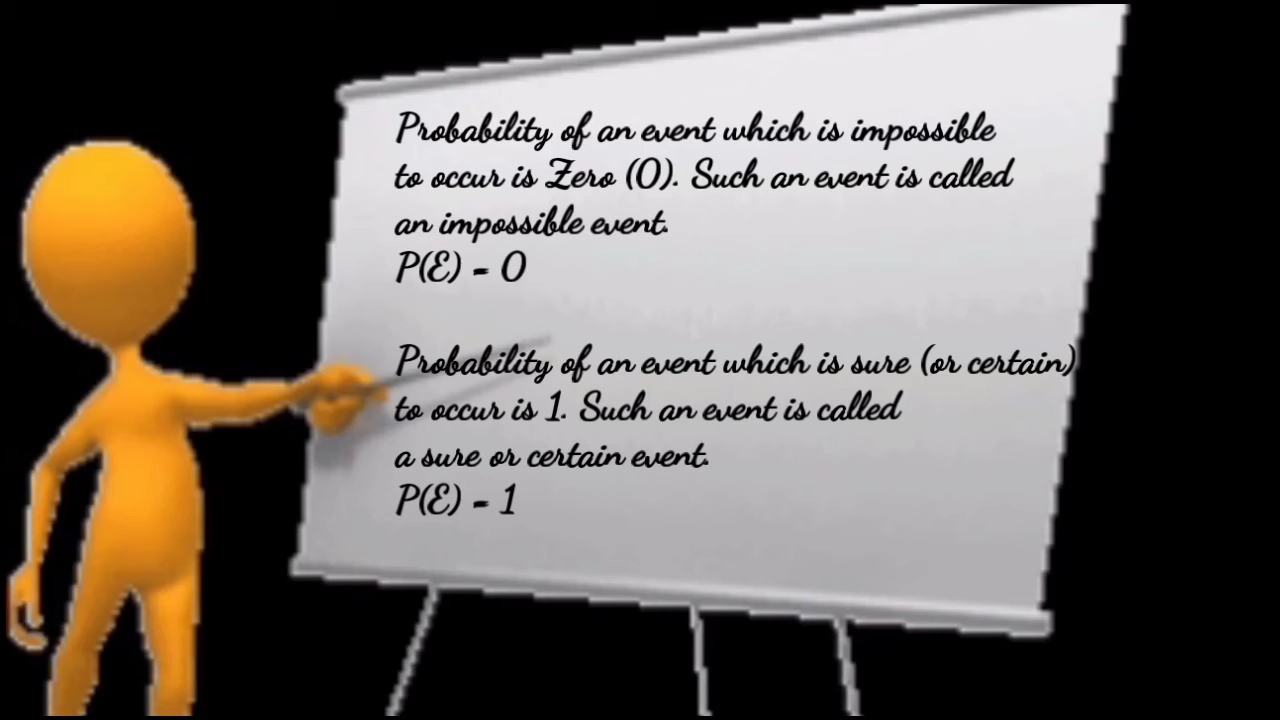 Probability of an event which is impossible
to occur is Zero (0). Such an event is called
an impossible event.
P(E) = 0
Probability of an event which is sure (or certain)
to occur is 1. Such an event is called
a sure or certain event.
P(E) = 1